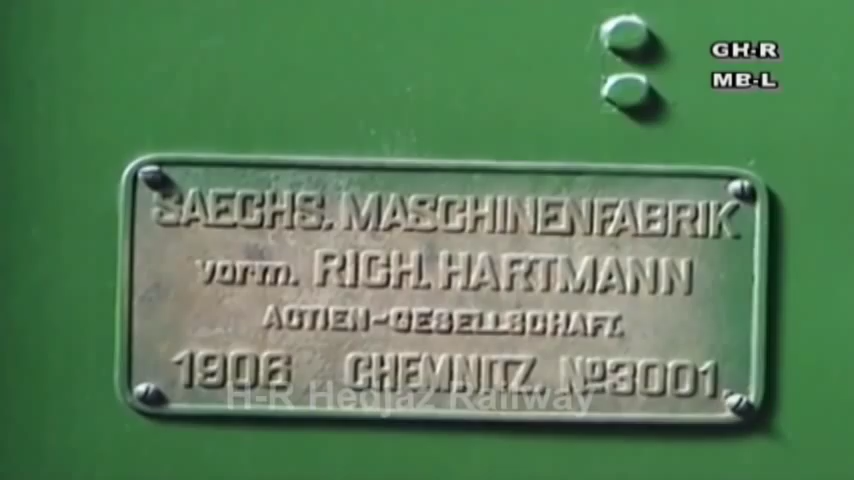 GH-R
MB-L
SAECHS. MASCHINENFABRIK
vorm. RICH. HARTMANN
ACTIEN-GESELLSCHAFT.
1906 CHEMNITZ. No3001.
H-R Hedjaz Railway